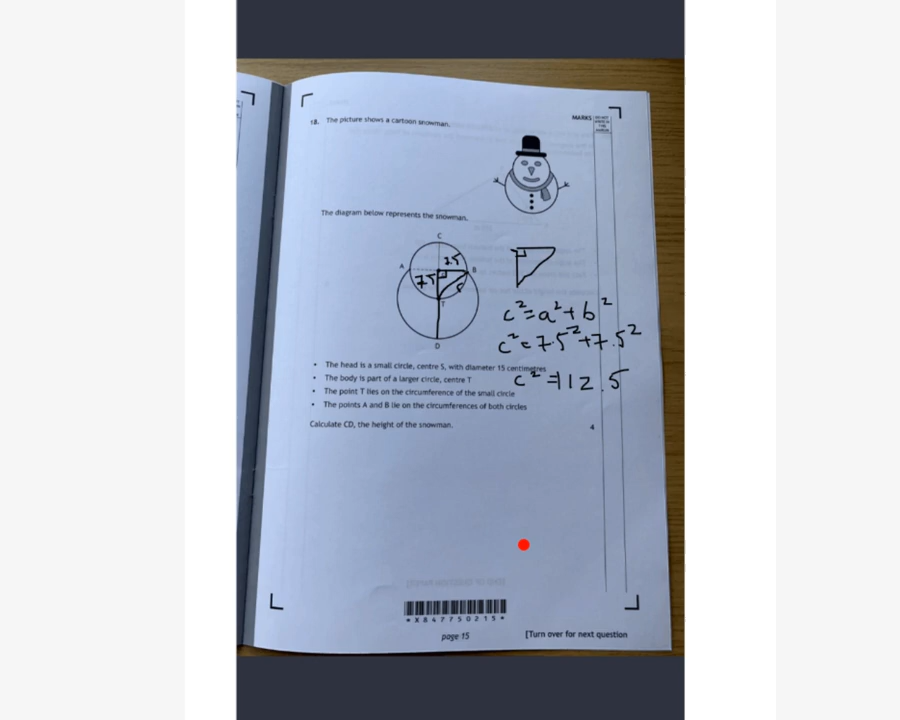 18. The picture shows a cartoon snowman.
MARKS
The diagram below represents the snowman.
C
A
B
T
D
7.5
c²=a²+b²
c²=7.5²+7.5²
c²=112.5
• The head is a small circle, centre S, with diameter 15 centimetres
• The body is part of a larger circle, centre T
• The point T lies on the circumference of the small circle
• The points A and B lie on the circumferences of both circles
Calculate CD, the height of the snowman.
4
*X847750215*
page 15
[Turn over for next question